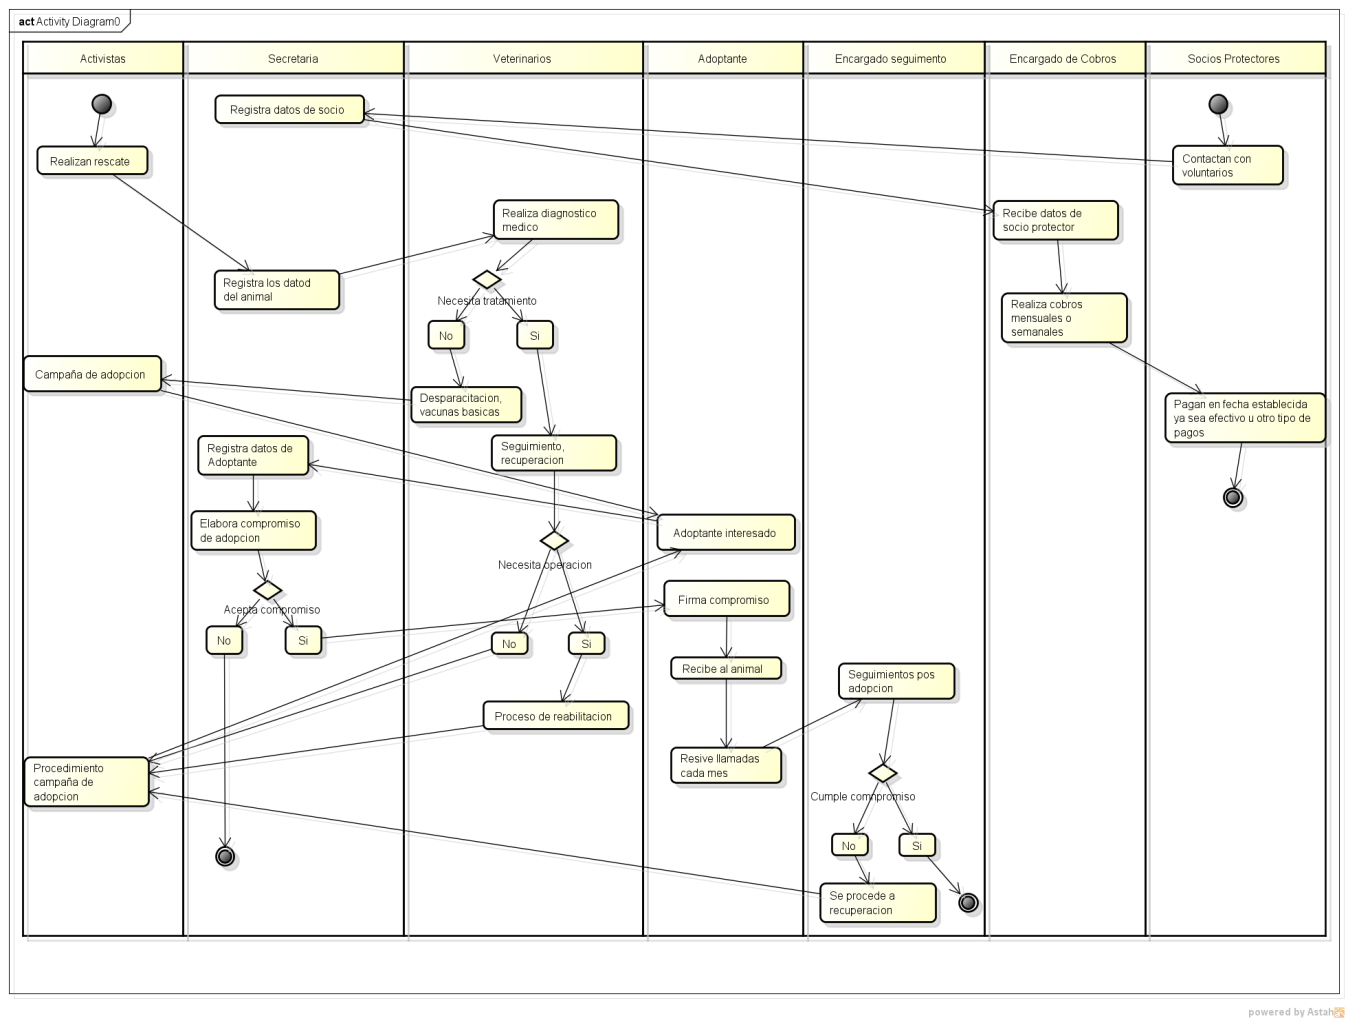 act Activity Diagram0
Activistas
Secretaria
Veterinarios
Adoptante
Encargado seguimento
Encargado de Cobros
Socios Protectores
Registra datos de socio
Realizan rescate
Contactan con
voluntarios
Realiza diagnostico
medico
Recibe datos de
socio protector
Registra los datod
del animal
Necesita tratamiento
Realiza cobros
mensuales o
semanales
No
Si
Campaña de adopcion
Desparacitacion,
vacunas basicas
Pagan en fecha establecida
ya sea efectivo u otro tipo de
pagos
Registra datos de
Adoptante
Seguimiento,
recuperacion
Elabora compromiso
de adopcion
Adoptante interesado
Necesita operacion
Acepta compromiso
Firma compromiso
No
Si
No
Si
Recibe al animal
Seguimientos pos
adopcion
Proceso de reabilitacion
Procedimiento
campaña de
adopcion
Resive llamadas
cada mes
Cumple comnpromiso
No
Si
Se procede a
recuperacion
powered by Astah